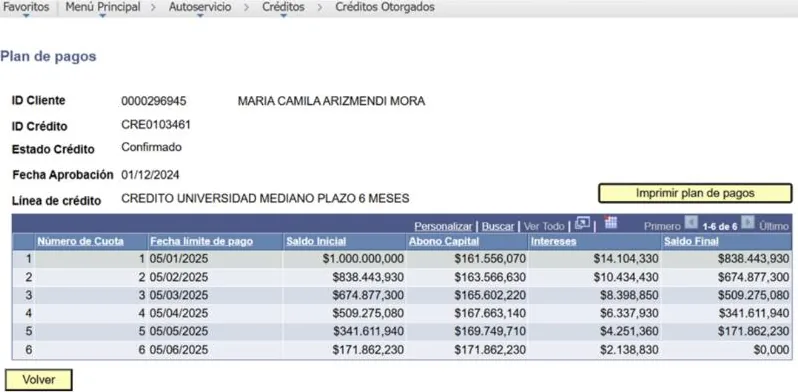 Favoritos | Menú Principal > Autoservicio > Créditos > Créditos Otorgados
Plan de pagos
ID Cliente 0000296945 MARIA CAMILA ARIZMENDI MORA
ID Crédito CRE0103461
Estado Crédito Confirmado
Fecha Aprobación 01/12/2024
Línea de crédito CREDITO UNIVERSIDAD MEDIANO PLAZO 6 MESES
Imprimir plan de pagos
Personalizar | Buscar | Ver Todo | Primero 1-6 de 6 Último
Número de Cuota Fecha límite de pago Saldo Inicial Abono Capital Intereses Saldo Final
1 1 05/01/2025 $1.000.000,000 $161.556,070 $14.104,330 $838.443,930
2 2 05/02/2025 $838.443,930 $163.566,630 $10.434,430 $674.877,300
3 3 05/03/2025 $674.877,300 $165.602,220 $8.398,850 $509.275,080
4 4 05/04/2025 $509.275,080 $167.663,140 $6.337,930 $341.611,940
5 5 05/05/2025 $341.611,940 $169.749,710 $4.251,360 $171.862,230
6 6 05/06/2025 $171.862,230 $171.862,230 $2.138,830 $0,000
Volver